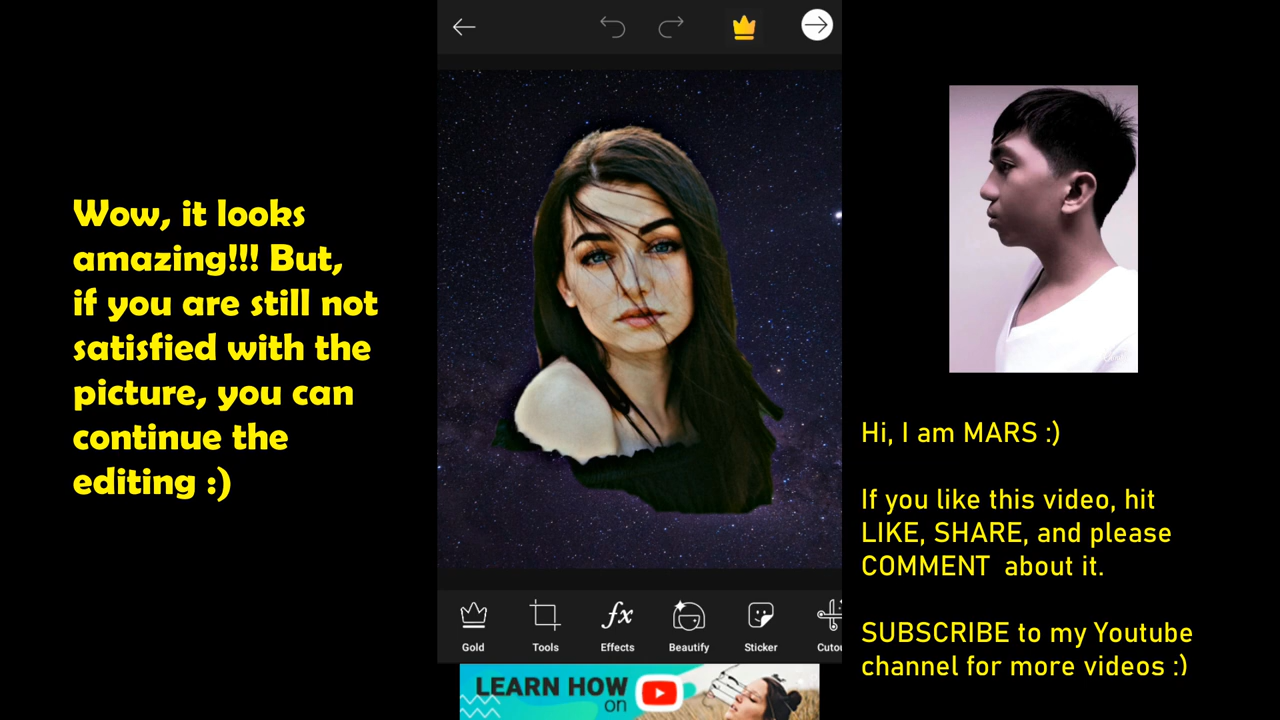 Wow, it looks
amazing!!! But,
if you are still not
satisfied with the
picture, you can
continue the
editing :)
Gold
Tools
Effects
Beautify
Sticker
LEARN HOW
on
Hi, I am MARS :)
If you like this video, hit
LIKE, SHARE, and please
COMMENT about it.
SUBSCRIBE to my Youtube
channel for more videos :)